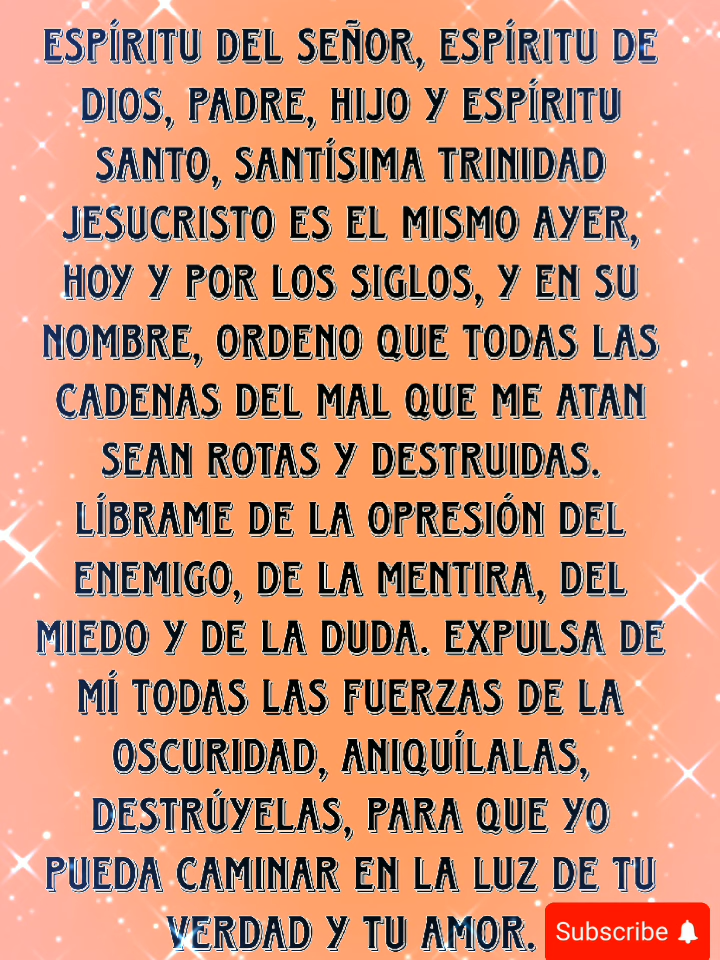 ESPÍRITU DEL SEÑOR, ESPÍRITU DE
DIOS, PADRE, HIJO Y ESPÍRITU
SANTO, SANTÍSIMA TRINIDAD
JESUCRISTO ES EL MISMO AYER,
HOY Y POR LOS SIGLOS, Y EN SU
NOMBRE, ORDENO QUE TODAS LAS
CADENAS DEL MAL QUE ME ATAN
SEAN ROTAS Y DESTRUIDAS.
LÍBRAME DE LA OPRESIÓN DEL
ENEMIGO, DE LA MENTIRA, DEL
MIEDO Y DE LA DUDA. EXPULSA DE
MÍ TODAS LAS FUERZAS DE LA
OSCURIDAD, ANIQUÍLALAS,
DESTRÚYELAS, PARA QUE YO
PUEDA CAMINAR EN LA LUZ DE TU
VERDAD Y TU AMOR.
Subscribe